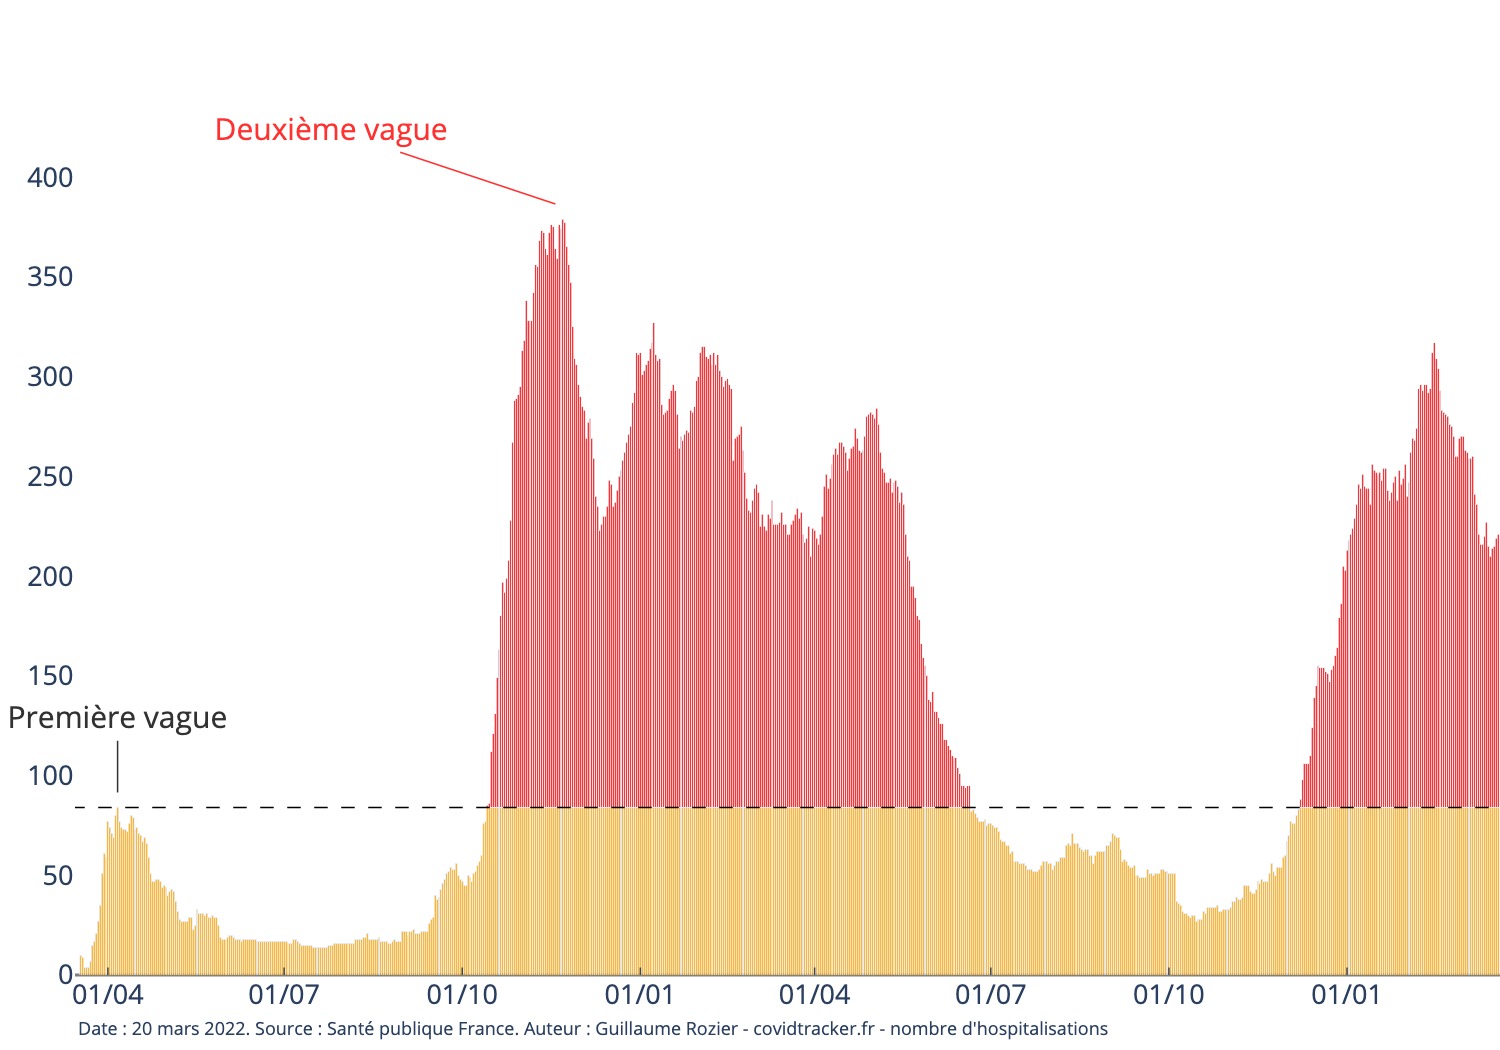 Deuxième vague
400
350
300
250
200
150
Première vague
100
50
0
01/04 01/07 01/10 01/01 01/04 01/07 01/10 01/01
Date : 20 mars 2022. Source : Santé publique France. Auteur : Guillaume Rozier - covidtracker.fr - nombre d'hospitalisations